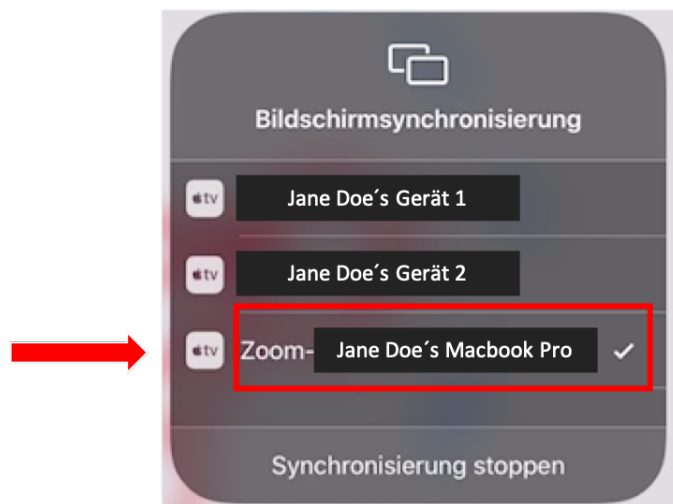 Bildschirmsynchronisierung
tv
Jane Doe´s Gerät 1
tv
Jane Doe´s Gerät 2
tv
Zoom- Jane Doe´s Macbook Pro
Synchronisierung stoppen